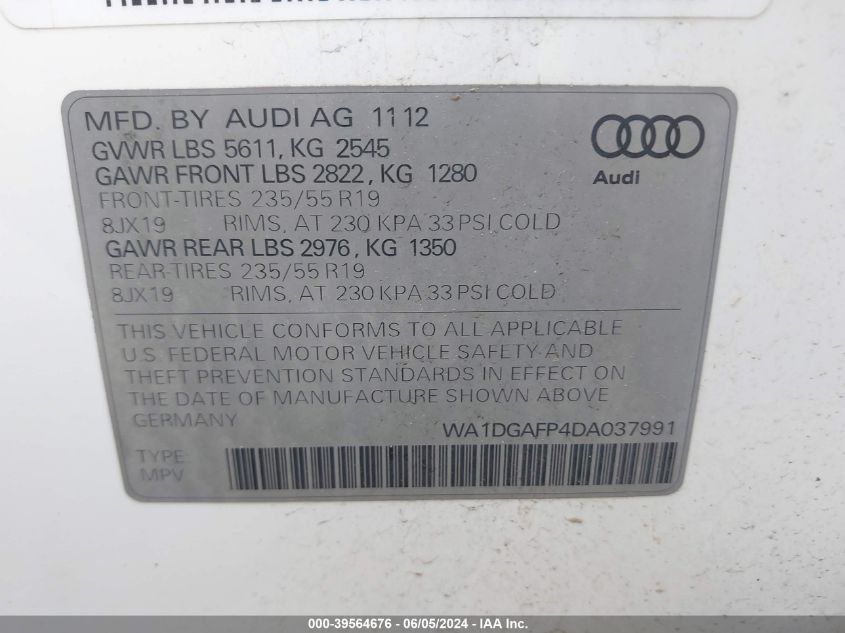 MFD. BY AUDI AG 11 12
GVWR LBS 5611, KG 2545
GAWR FRONT LBS 2822, KG 1280
FRONT-TIRES 235/55 R19
8JX19 RIMS, AT 230 KPA 33 PSI COLD
GAWR REAR LBS 2976, KG 1350
REAR-TIRES 235/55 R19
8JX19 RIMS, AT 230 KPA 33 PSI COLD
Audi
THIS VEHICLE CONFORMS TO ALL APPLICABLE
U.S. FEDERAL MOTOR VEHICLE SAFETY AND
THEFT PREVENTION STANDARDS IN EFFECT ON
THE DATE OF MANUFACTURE SHOWN ABOVE
GERMANY
WA1DGAFP4DA037991
TYPE:
MPV
000-39564676 - 06/05/2024 - IAA Inc.